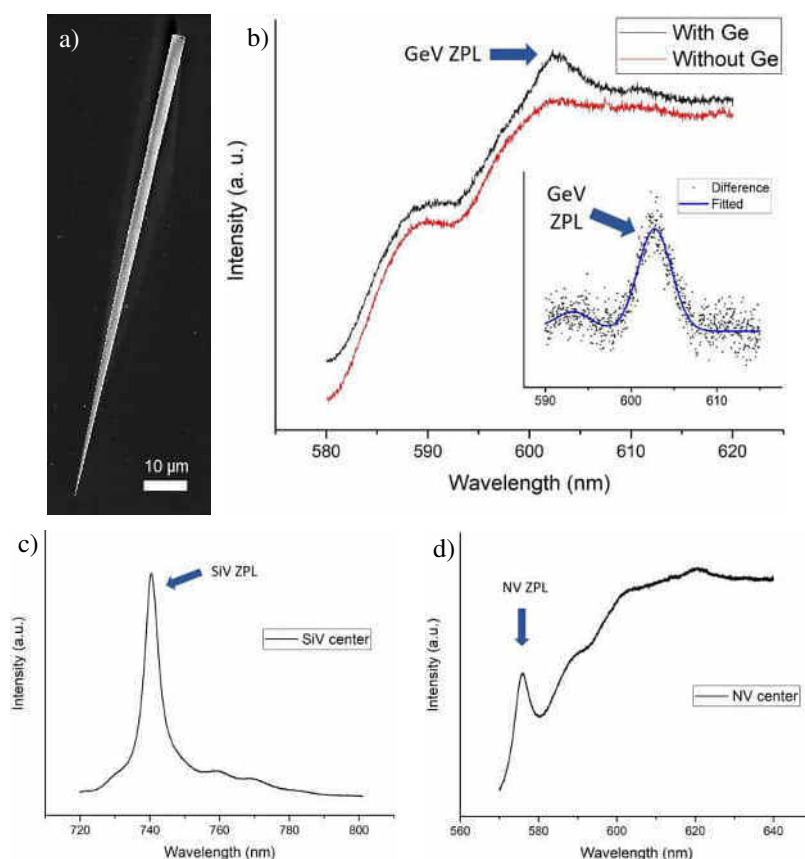 a)
10 µm
b)
GeV ZPL
With Ge
Without Ge
Intensity (a. u.)
GeV
ZPL
Difference
Fitted
590 600 610
580 590 600 610 620
Wavelength (nm)
c)
SiV ZPL
SiV center
Intensity (a.u.)
720 740 760 780 800
Wavelength (nm)
d)
NV ZPL
NV center
Intensity (a.u.)
560 580 600 620 640
Wavelength (nm)